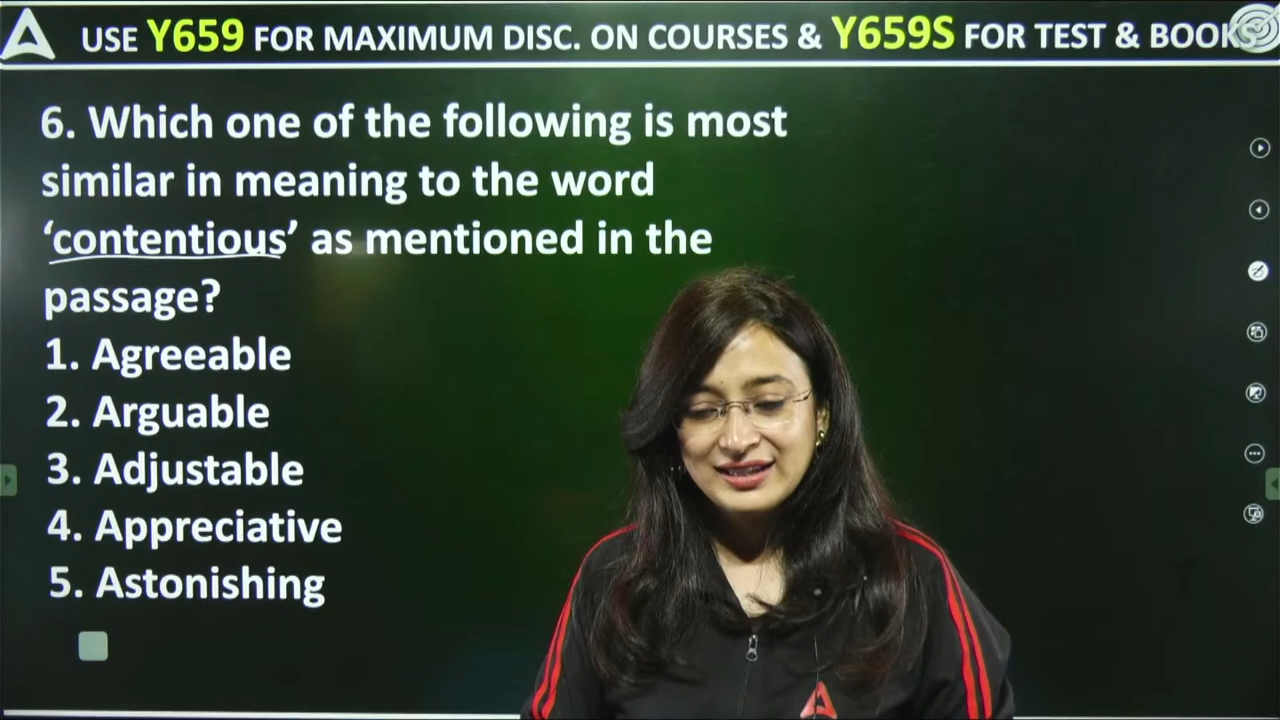 USE Y659 FOR MAXIMUM DISC. ON COURSES & Y659S FOR TEST & BOOKS
6. Which one of the following is most
similar in meaning to the word
‘contentious’ as mentioned in the
passage?
1. Agreeable
2. Arguable
3. Adjustable
4. Appreciative
5. Astonishing